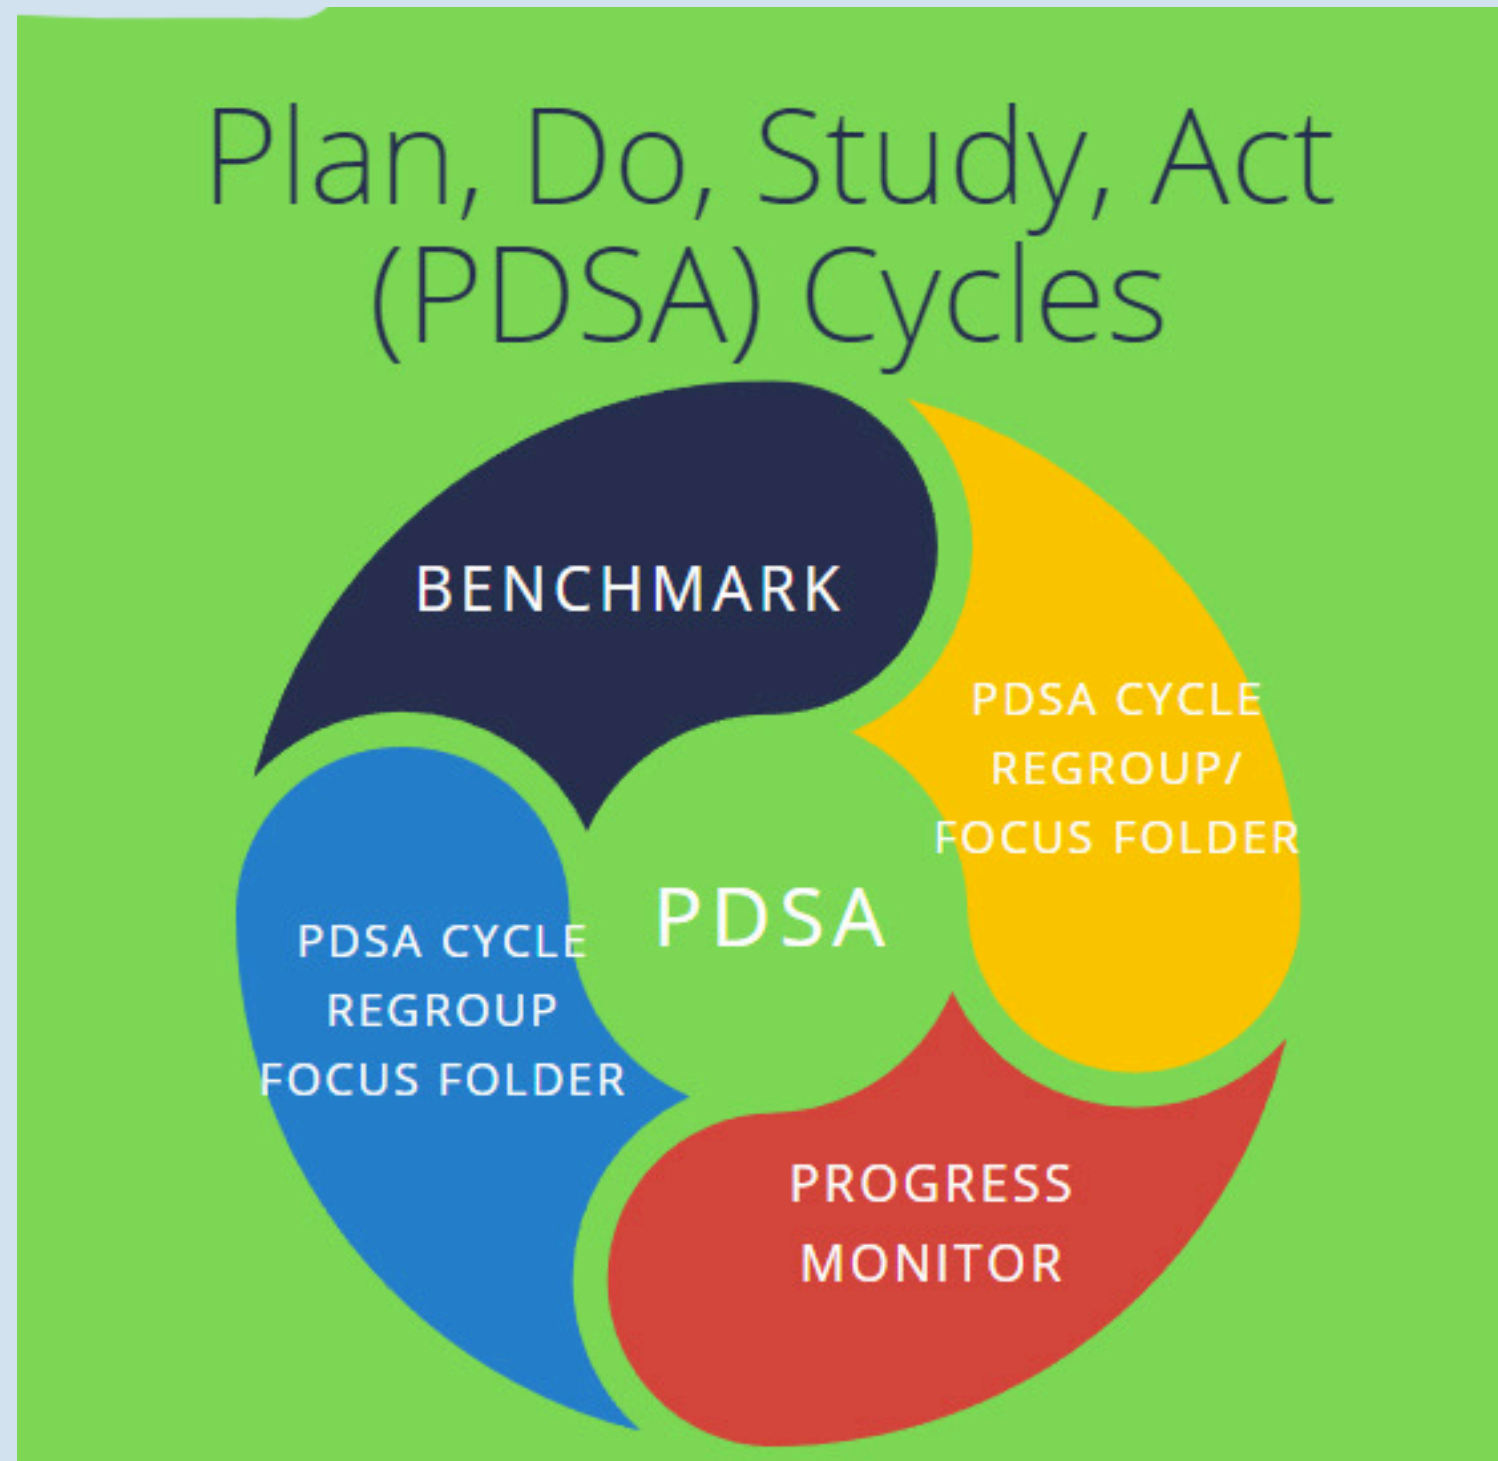 Plan, Do, Study, Act
(PDSA) Cycles
BENCHMARK
PDSA CYCLE
REGROUP/
FOCUS FOLDER
PDSA
PDSA CYCLE
REGROUP
FOCUS FOLDER
PROGRESS
MONITOR